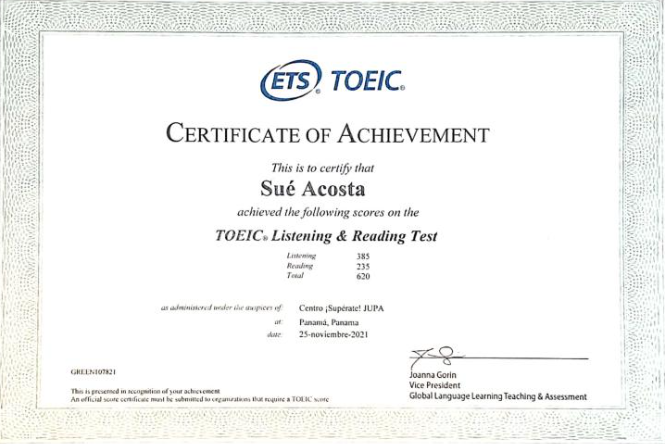 ETS® TOEIC®
CERTIFICATE OF ACHIEVEMENT
This is to certify that
Sué Acosta
achieved the following scores on the
TOEIC® Listening & Reading Test
Listening 385
Reading 235
Total 620
as administered under the auspices of: Centro ¡Supérate! JUPA
at: Panamá, Panama
date: 25-noviembre-2021
GREEN107821
Joanna Gorin
Vice President
Global Language Learning Teaching & Assessment
This is presented in recognition of your achievement
An official score certificate must be submitted to organizations that require a TOEIC score